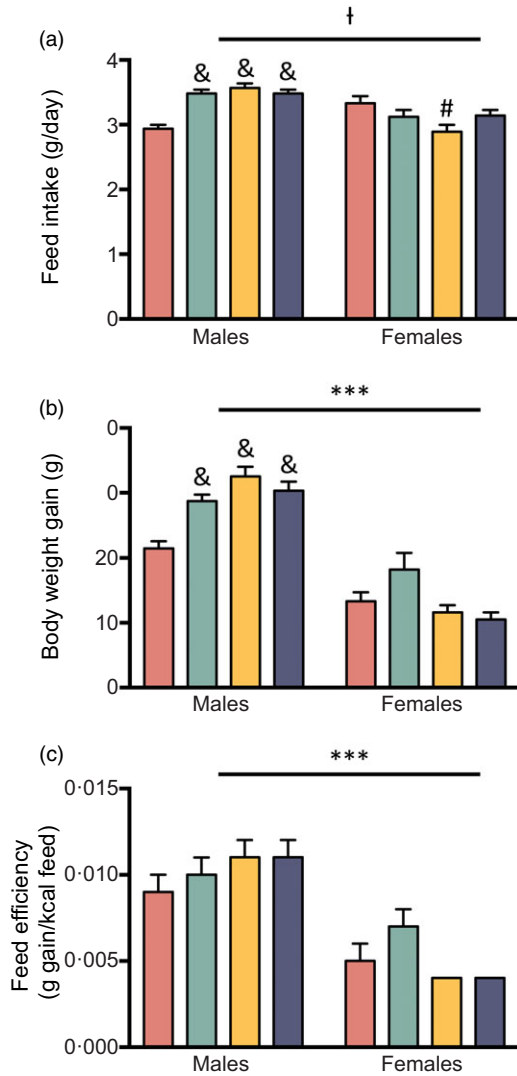 (a)
ƚ
4
& & &
#
3
2
1
0
Feed intake (g/day)
Males Females
(b)
***
0
& & &
0
20
10
0
Body weight gain (g)
Males Females
(c)
***
0·015
0·010
0·005
0·000
Feed efficiency
(g gain/kcal feed)
Males Females